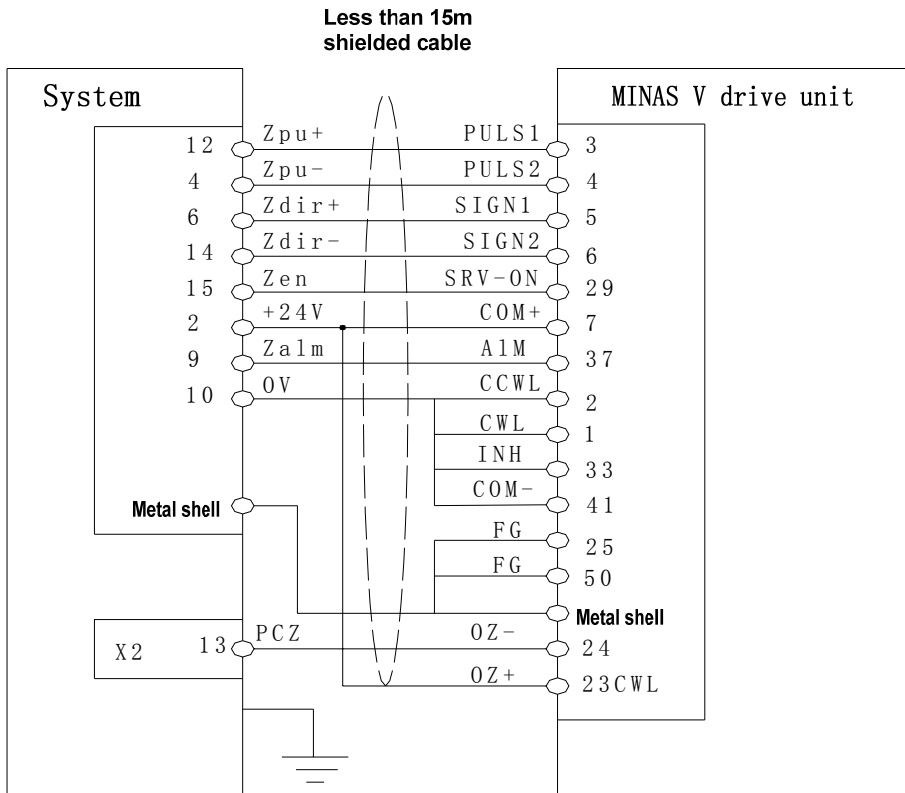 Less than 15m
shielded cable
System
MINAS V drive unit
12 Zpu+ PULS1 3
4 Zpu- PULS2 4
6 Zdir+ SIGN1 5
14 Zdir- SIGN2 6
15 Zen SRV-ON 29
2 +24V COM+ 7
9 Zalm AlM 37
10 0V CCWL 2
CWL 1
INH 33
COM- 41
Metal shell
FG 25
FG 50
Metal shell
X2 13 PCZ OZ- 24
OZ+ 23CWL